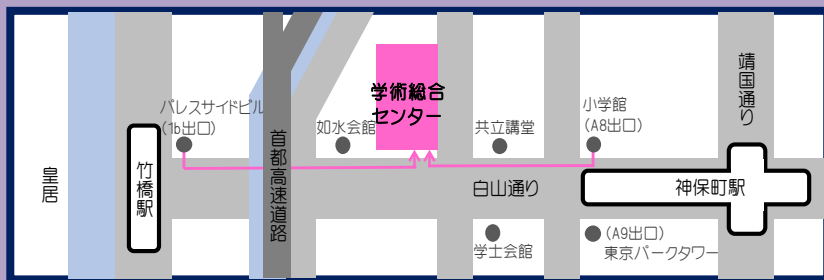 皇居
竹橋駅
パレスサイドビル
(1b出口)
首都高速道路
如水会館
学術総合
センター
共立講堂
小学館
(A8出口)
靖国通り
白山通り
神保町駅
学士会館
(A9出口)
東京パークタワー